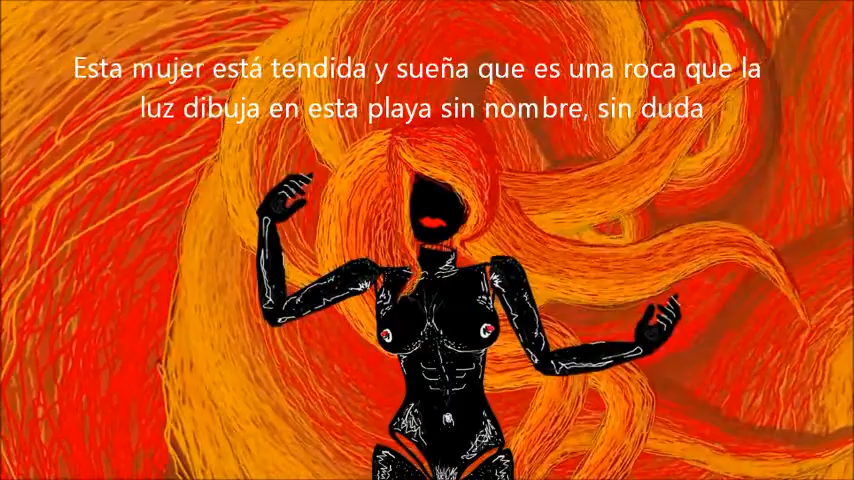 Esta mujer está tendida y sueña que es una roca que la
luz dibuja en esta playa sin nombre, sin duda